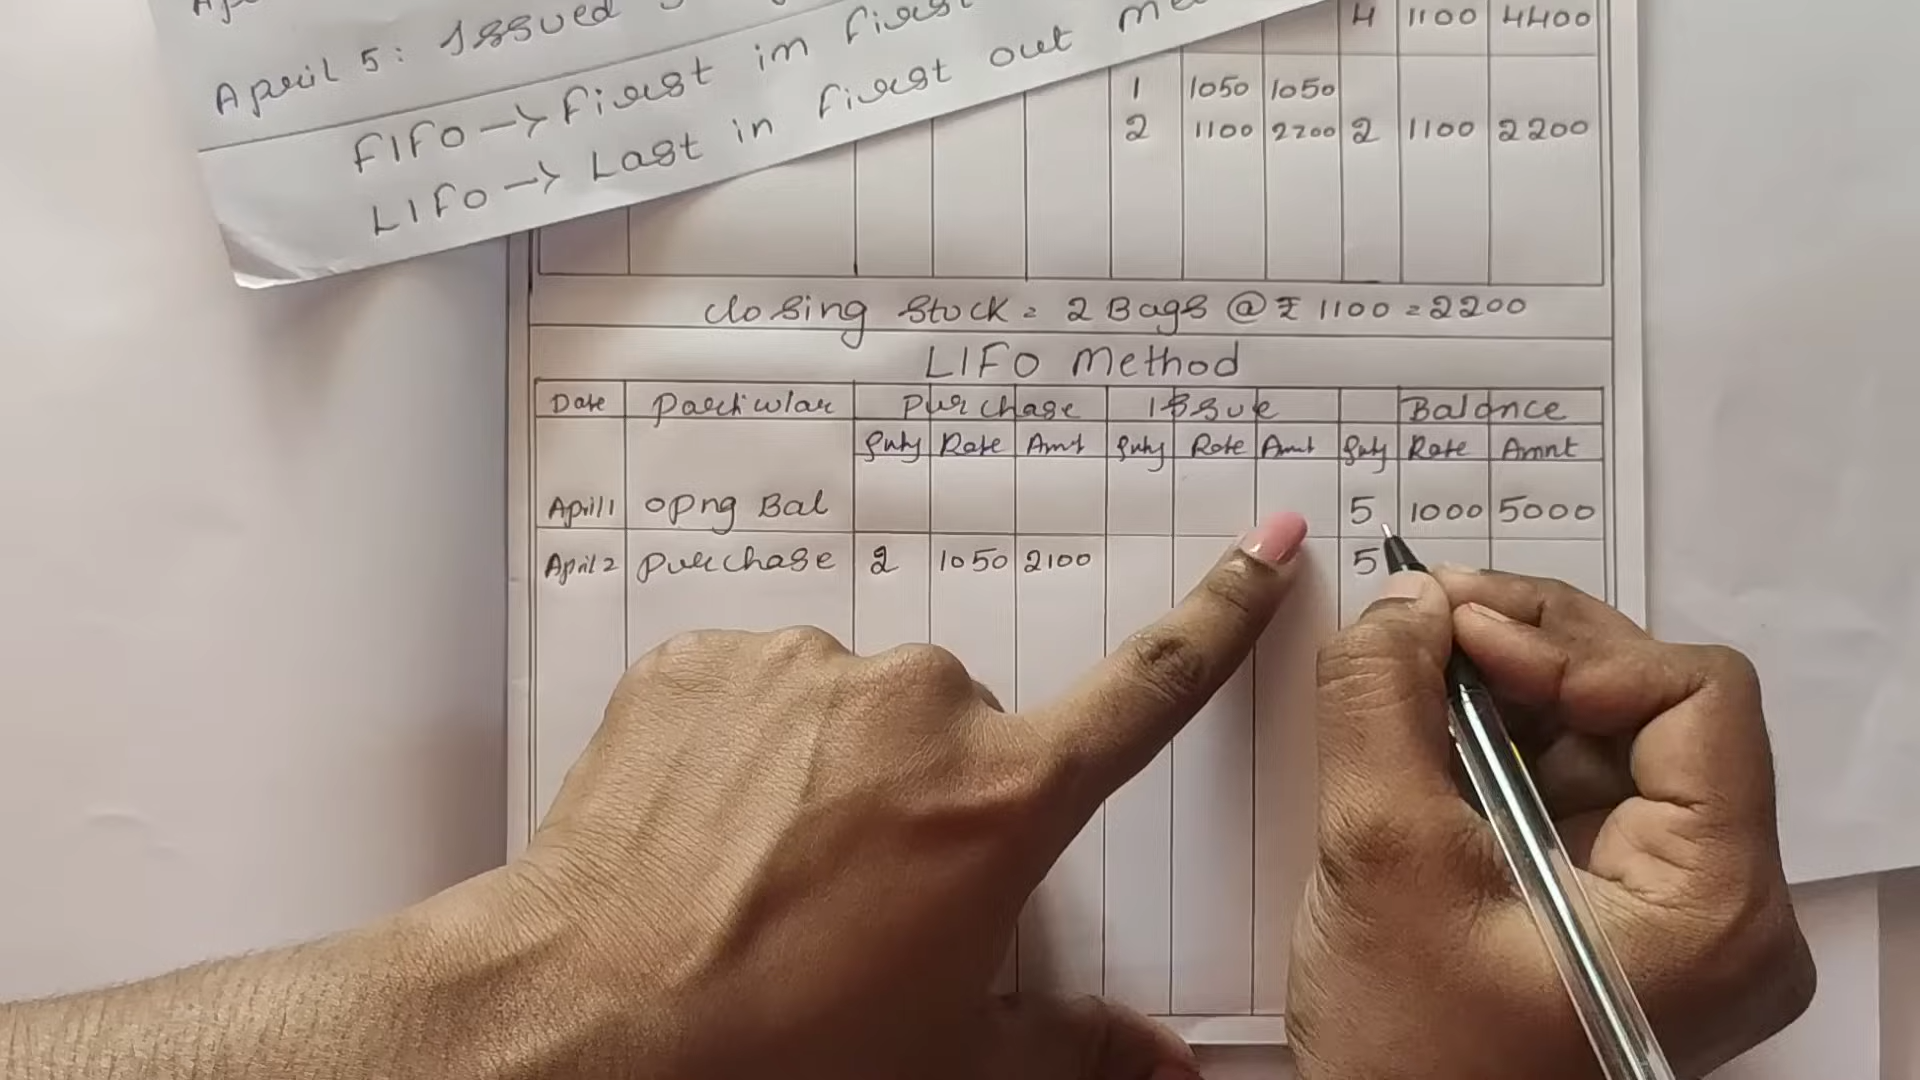 April 5: Issued
FIFO → First in first
LIFO → Last in first out
4 1100 4400
1 1050 1050
2 1100 2200 2 1100 2200
Closing Stock = 2 Bags @ ₹ 1100 = 2200
LIFO Method
Date Particular Purchase Issue Balance
Qnty Rate Amt Qnty Rate Amnt Qnty Rate Amnt
April 1 opng Bal 5 1000 5000
April 2 purchase 2 1050 2100 5